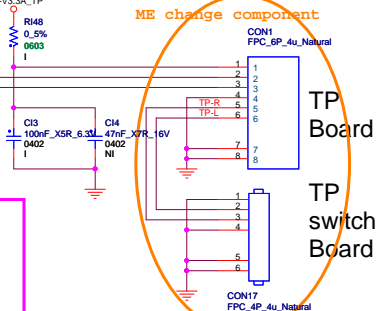 ME change component
RI48
0_5%
0603
I
CON1
FPC_6P_4u_Natural
1
2
3
4
5
6
7
8
1
2
3
4
5
6
7
8
TP-R
TP-L
TP
Board
CI3
100nF_X5R_6.3V
0402
I
CI4
47nF_X7R_16V
0402
NI
TP
switch
Board
1
2
3
4
5
6
CON17
FPC_4P_4u_Natural